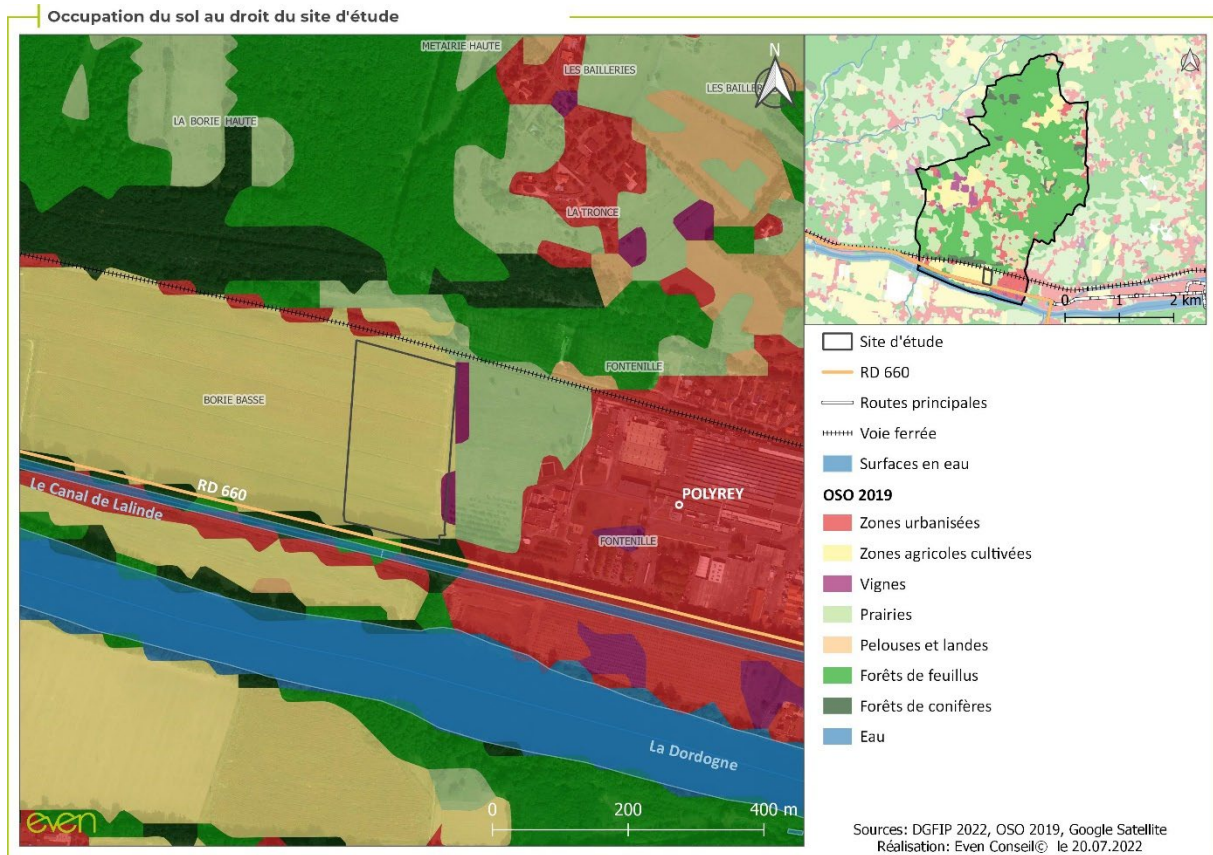 Occupation du sol au droit du site d'étude
METAIRIE HAUTE
LES BAILLERIES
LES BAILLER
N
LA BORIE HAUTE
LA TRONCE
FONTENILLE
BORIE BASSE
RD 660
Le Canal de Lalinde
POLYREY
FONTENILLE
La Dordogne
0 200 400 m
even
0 1 2 km
Site d'étude
RD 660
Routes principales
Voie ferrée
Surfaces en eau
OSO 2019
Zones urbanisées
Zones agricoles cultivées
Vignes
Prairies
Pelouses et landes
Forêts de feuillus
Forêts de conifères
Eau
Sources: DGFIP 2022, OSO 2019, Google Satellite
Réalisation: Even Conseil© le 20.07.2022